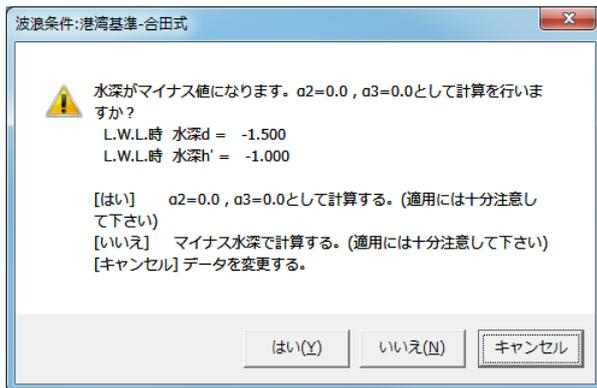 波浪条件:港湾基準-合田式
水深がマイナス値になります。α2=0.0 , α3=0.0として計算を行いま
すか？
L.W.L.時 水深d = -1.500
L.W.L.時 水深h' = -1.000
[はい] α2=0.0 , α3=0.0として計算する。(適用には十分注意し
て下さい)
[いいえ] マイナス水深で計算する。(適用には十分注意して下さい)
[キャンセル] データを変更する。
はい(Y)
いいえ(N)
キャンセル